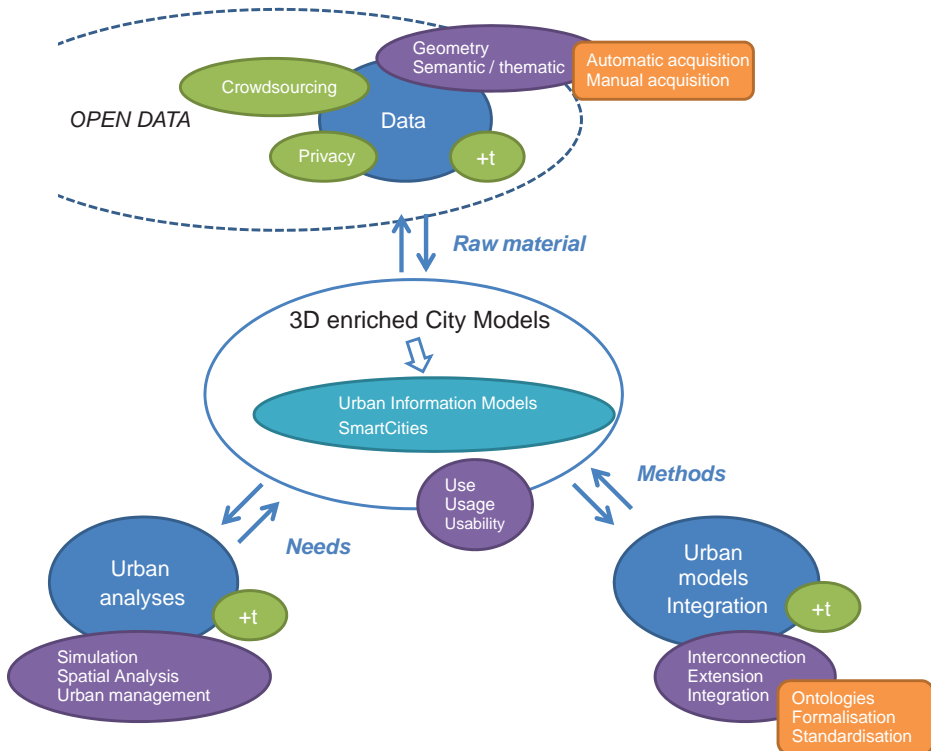 Geometry
Semantic / thematic
Automatic acquisition
Manual acquisition
Crowdsourcing
OPEN DATA
Data
Privacy
+t
Raw material
3D enriched City Models
Urban Information Models
SmartCities
Use
Usage
Usability
Methods
Needs
Urban
analyses
+t
Simulation
Spatial Analysis
Urban management
Urban
models
Integration
+t
Interconnection
Extension
Integration
Ontologies
Formalisation
Standardisation